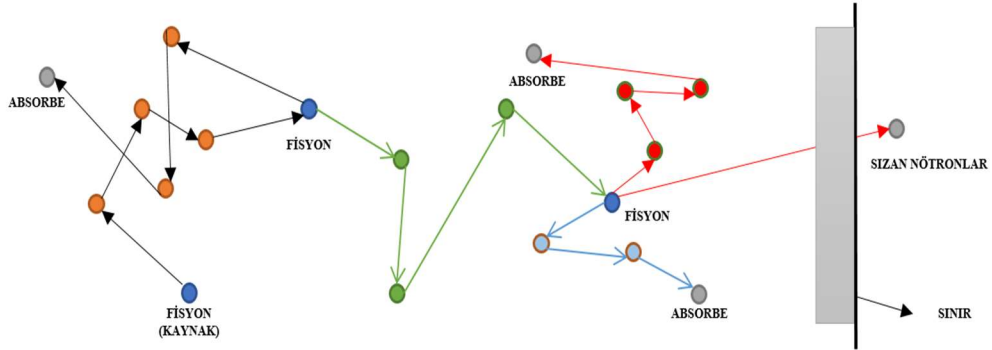 ABSORBE
FİSYON
FİSYON
(KAYNAK)
ABSORBE
FİSYON
ABSORBE
SIZAN NÖTRONLAR
SINIR